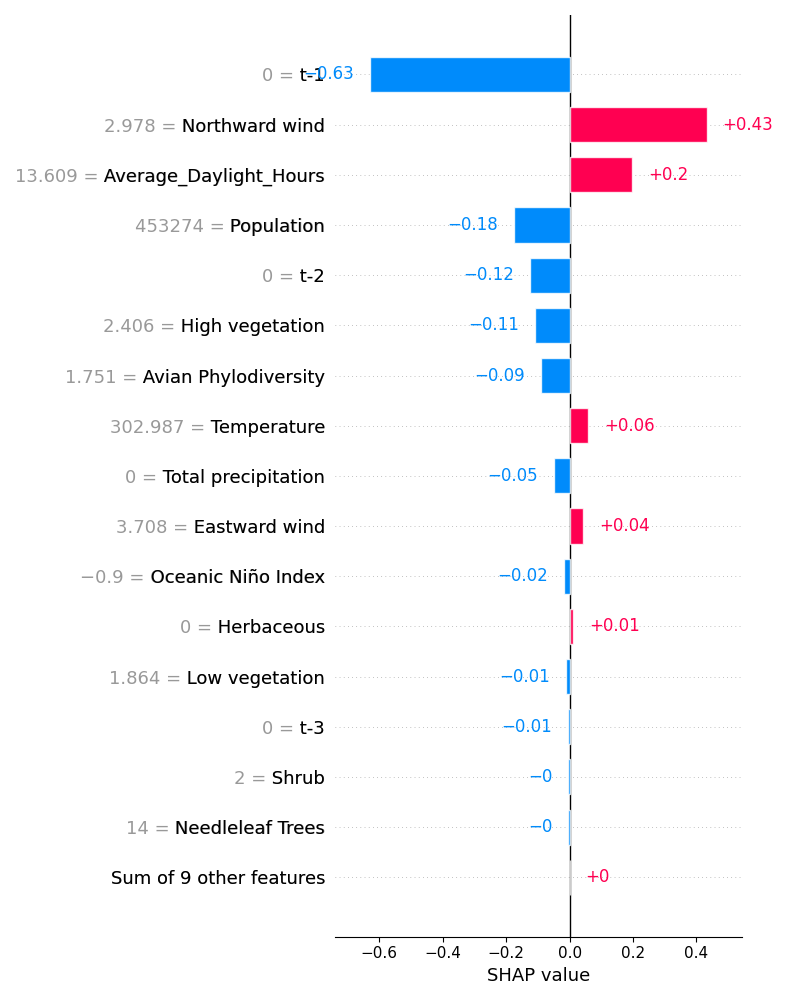 0 = t-1 −0.63
2.978 = Northward wind +0.43
13.609 = Average_Daylight_Hours +0.2
453274 = Population −0.18
0 = t-2 −0.12
2.406 = High vegetation −0.11
1.751 = Avian Phylodiversity −0.09
302.987 = Temperature +0.06
0 = Total precipitation −0.05
3.708 = Eastward wind +0.04
−0.9 = Oceanic Niño Index −0.02
0 = Herbaceous +0.01
1.864 = Low vegetation −0.01
0 = t-3 −0.01
2 = Shrub −0
14 = Needleleaf Trees −0
Sum of 9 other features +0
−0.6 −0.4 −0.2 0.0 0.2 0.4
SHAP value